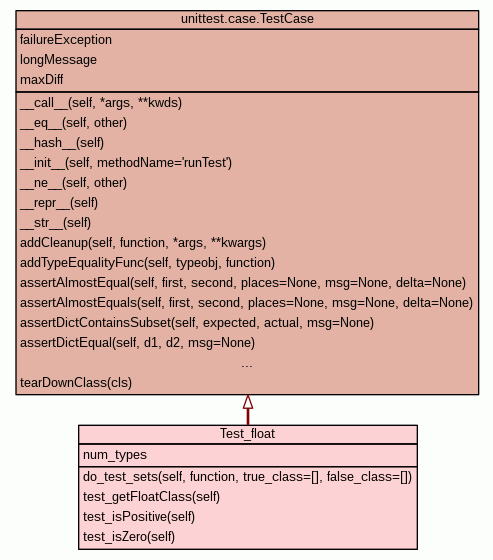 unittest.case.TestCase
failureException
longMessage
maxDiff
__call__(self, *args, **kwds)
__eq__(self, other)
__hash__(self)
__init__(self, methodName='runTest')
__ne__(self, other)
__repr__(self)
__str__(self)
addCleanup(self, function, *args, **kwargs)
addTypeEqualityFunc(self, typeobj, function)
assertAlmostEqual(self, first, second, places=None, msg=None, delta=None)
assertAlmostEquals(self, first, second, places=None, msg=None, delta=None)
assertDictContainsSubset(self, expected, actual, msg=None)
assertDictEqual(self, d1, d2, msg=None)
...
tearDownClass(cls)
Test_float
num_types
do_test_sets(self, function, true_class=[], false_class=[])
test_getFloatClass(self)
test_isPositive(self)
test_isZero(self)